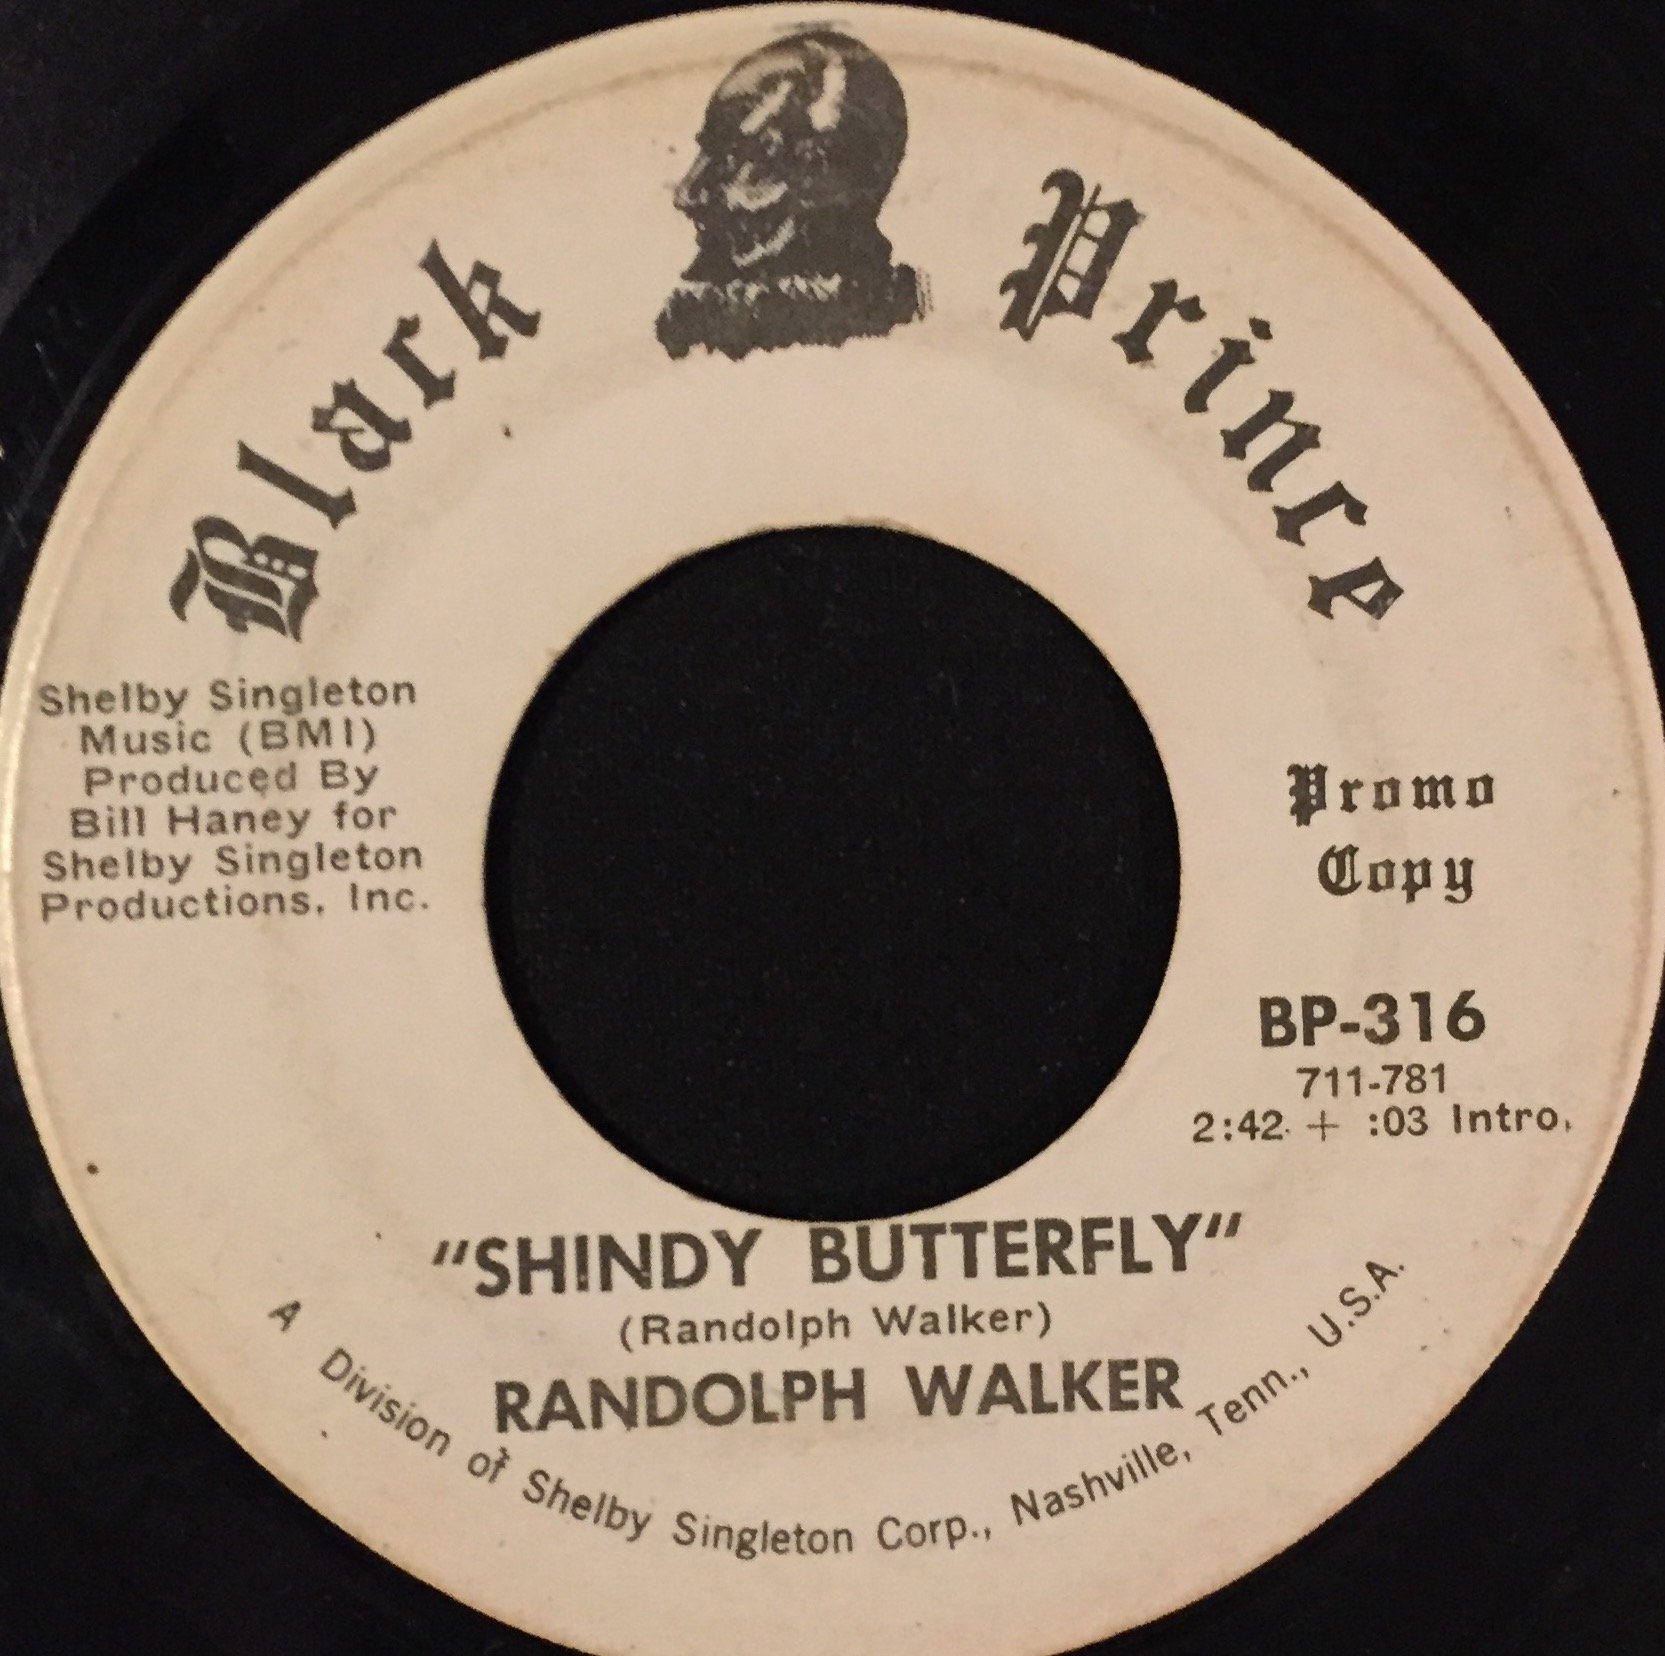 Black Prince
Shelby Singleton
Music (BMI)
Produced By
Bill Haney for
Shelby Singleton
Productions, Inc.
Promo
Copy
BP-316
711-781
2:42 + :03 Intro.
"SHINDY BUTTERFLY"
(Randolph Walker)
RANDOLPH WALKER
A Division of Shelby Singleton Corp., Nashville, Tenn., U.S.A.